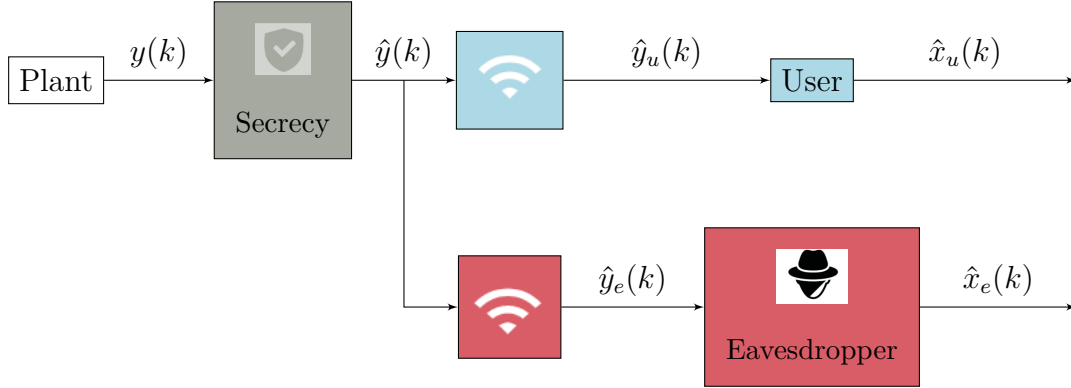 Plant
y(k)
Secrecy
ŷ(k)
ŷ_u(k)
User
x̂_u(k)
ŷ_e(k)
Eavesdropper
x̂_e(k)